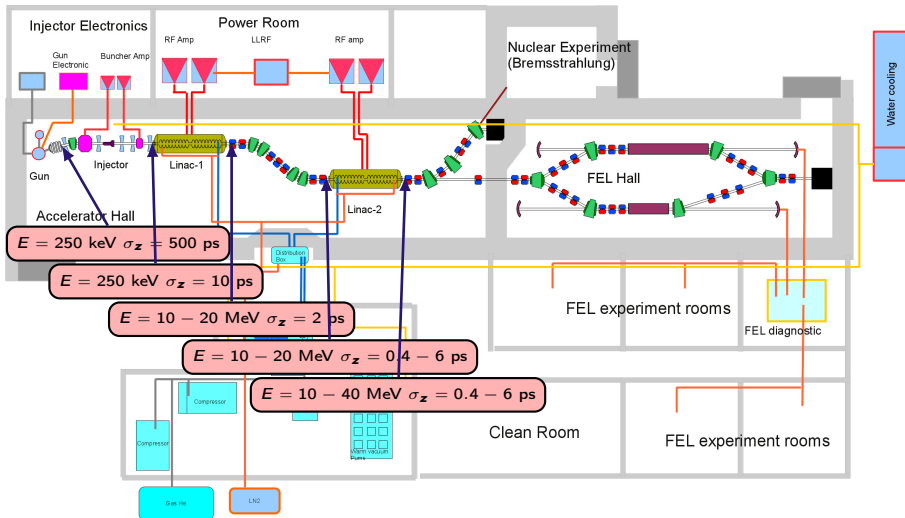 Injector Electronics
Power Room
RF Amp
LLRF
RF amp
Gun
Electronic
Buncher Amp
Nuclear Experiment
(Bremsstrahlung)
Water cooling
Gun
Injector
Linac-1
Linac-2
FEL Hall
Accelerator Hall
E = 250 keV σz = 500 ps
Distribution
Box
E = 250 keV σz = 10 ps
E = 10 − 20 MeV σz = 2 ps
FEL experiment rooms
FEL diagnostic
E = 10 − 20 MeV σz = 0.4 − 6 ps
E = 10 − 40 MeV σz = 0.4 − 6 ps
Compressor
Compressor
Warm vacuum
Pums
Clean Room
FEL experiment rooms
Gas He
LN2